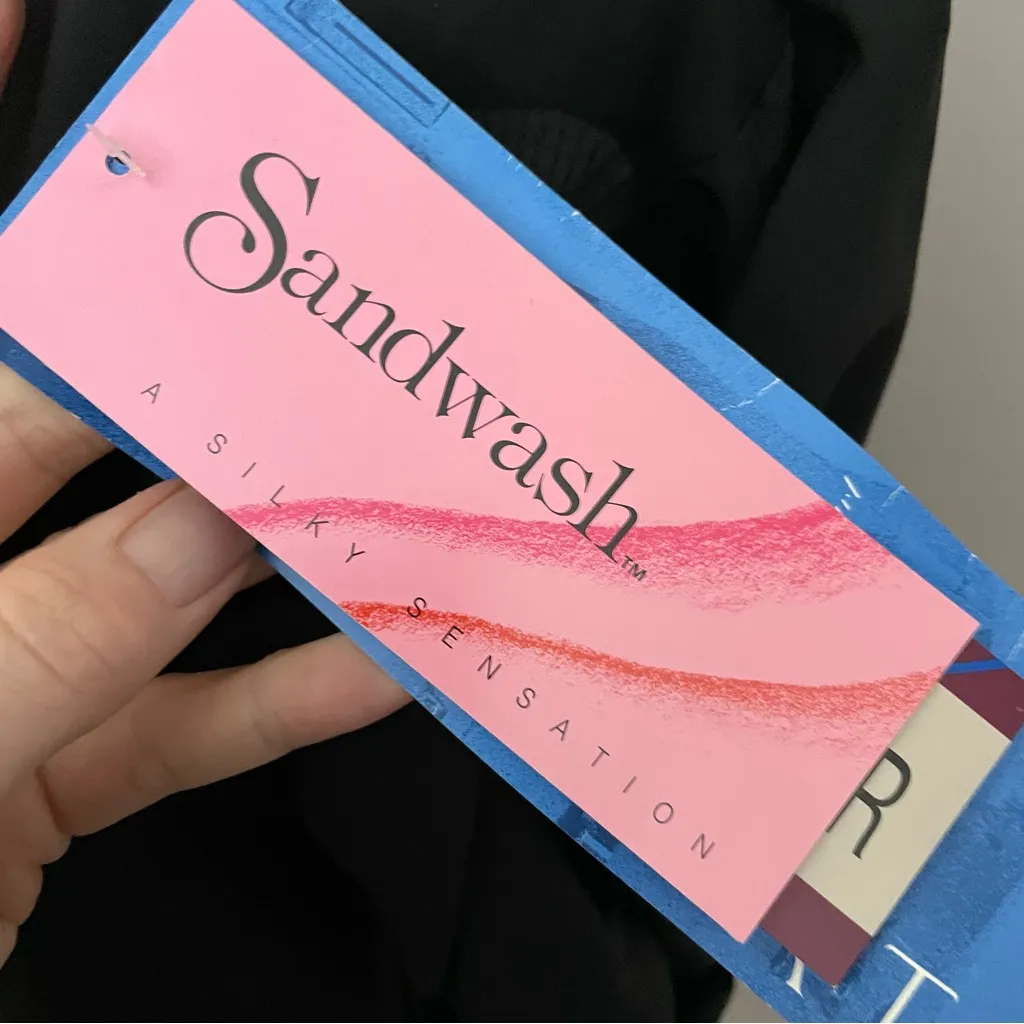 Sandwash™
A SILKY SENSATION
R
T